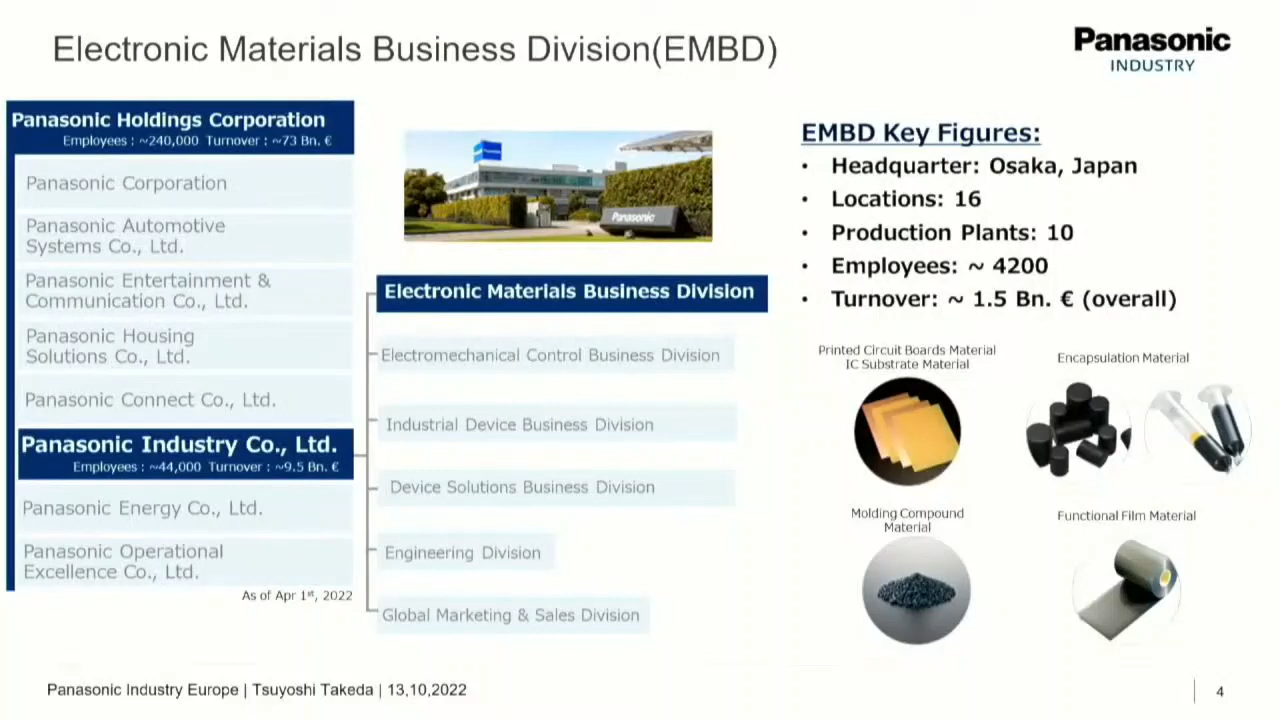 Electronic Materials Business Division(EMBD)
Panasonic
INDUSTRY
Panasonic Holdings Corporation
Employees : ~240,000 Turnover : ~73 Bn. €
Panasonic Corporation
Panasonic Automotive
Systems Co., Ltd.
Panasonic Entertainment &
Communication Co., Ltd.
Panasonic Housing
Solutions Co., Ltd.
Panasonic Connect Co., Ltd.
Panasonic Industry Co., Ltd.
Employees : ~44,000 Turnover : ~9.5 Bn. €
Panasonic Energy Co., Ltd.
Panasonic Operational
Excellence Co., Ltd.
As of Apr 1st, 2022
Panasonic
Electronic Materials Business Division
Electromechanical Control Business Division
Industrial Device Business Division
Device Solutions Business Division
Engineering Division
Global Marketing & Sales Division
EMBD Key Figures:
• Headquarter: Osaka, Japan
• Locations: 16
• Production Plants: 10
• Employees: ~ 4200
• Turnover: ~ 1.5 Bn. € (overall)
Printed Circuit Boards Material
IC Substrate Material
Encapsulation Material
Molding Compound
Material
Functional Film Material
Panasonic Industry Europe | Tsuyoshi Takeda | 13,10,2022
4